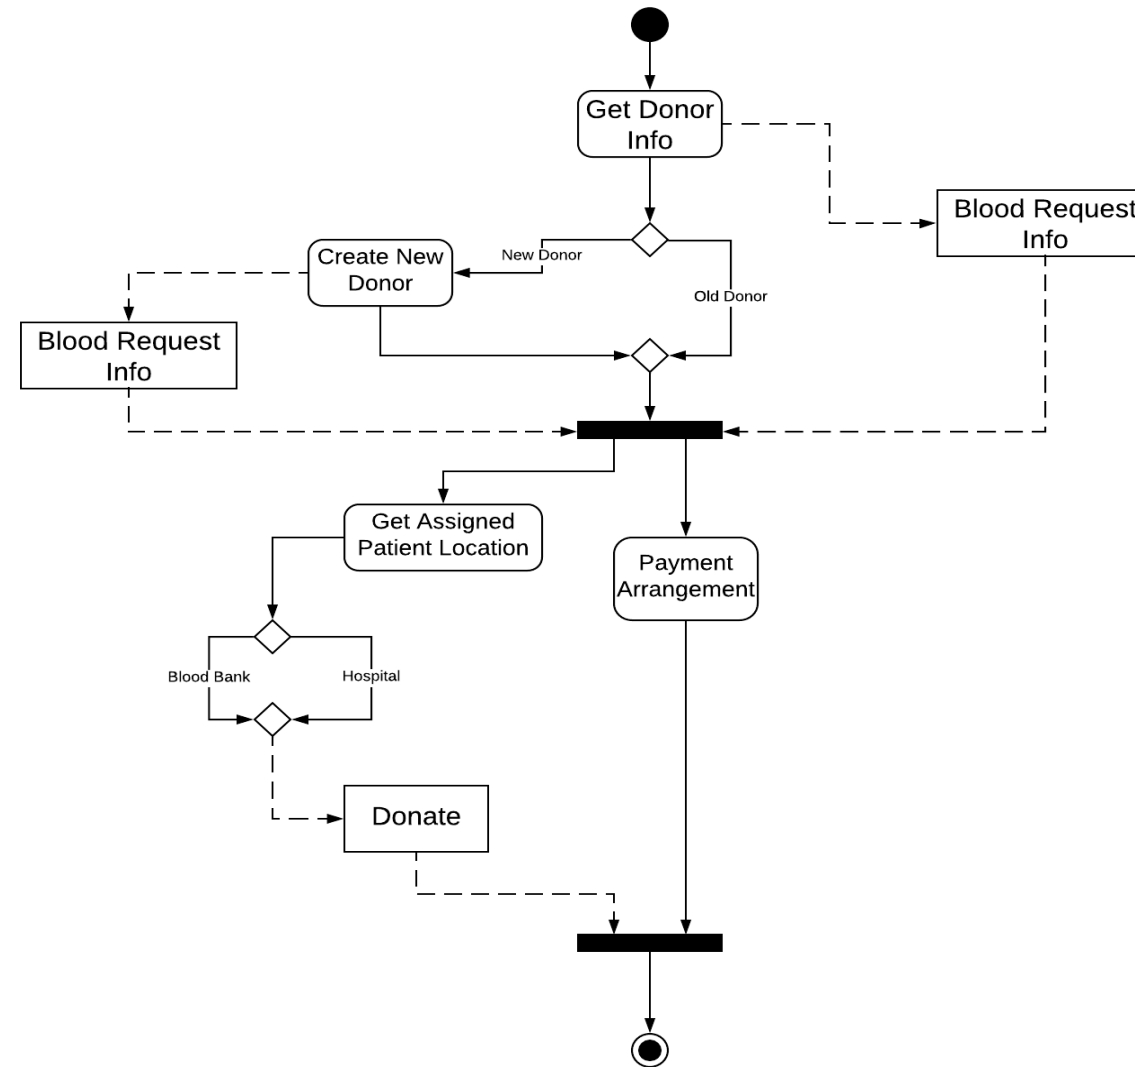 Get Donor
Info
Blood Request
Info
New Donor
Create New
Donor
Old Donor
Blood Request
Info
Get Assigned
Patient Location
Payment
Arrangement
Blood Bank
Hospital
Donate